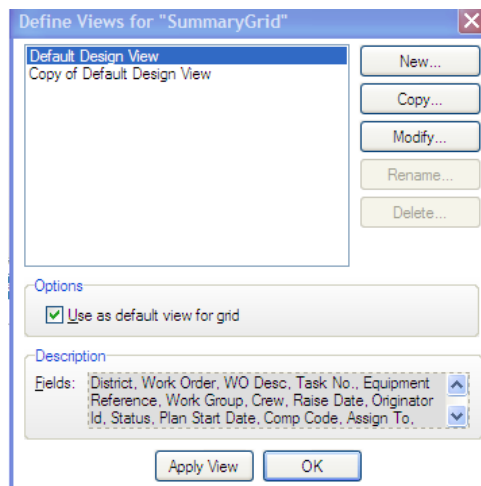 Define Views for "SummaryGrid"
Default Design View
Copy of Default Design View
New...
Copy...
Modify...
Rename...
Delete...
Options
Use as default view for grid
Description
Fields:
District, Work Order, WO Desc, Task No., Equipment
Reference, Work Group, Crew, Raise Date, Originator
Id, Status, Plan Start Date, Comp Code, Assign To,
Apply View
OK